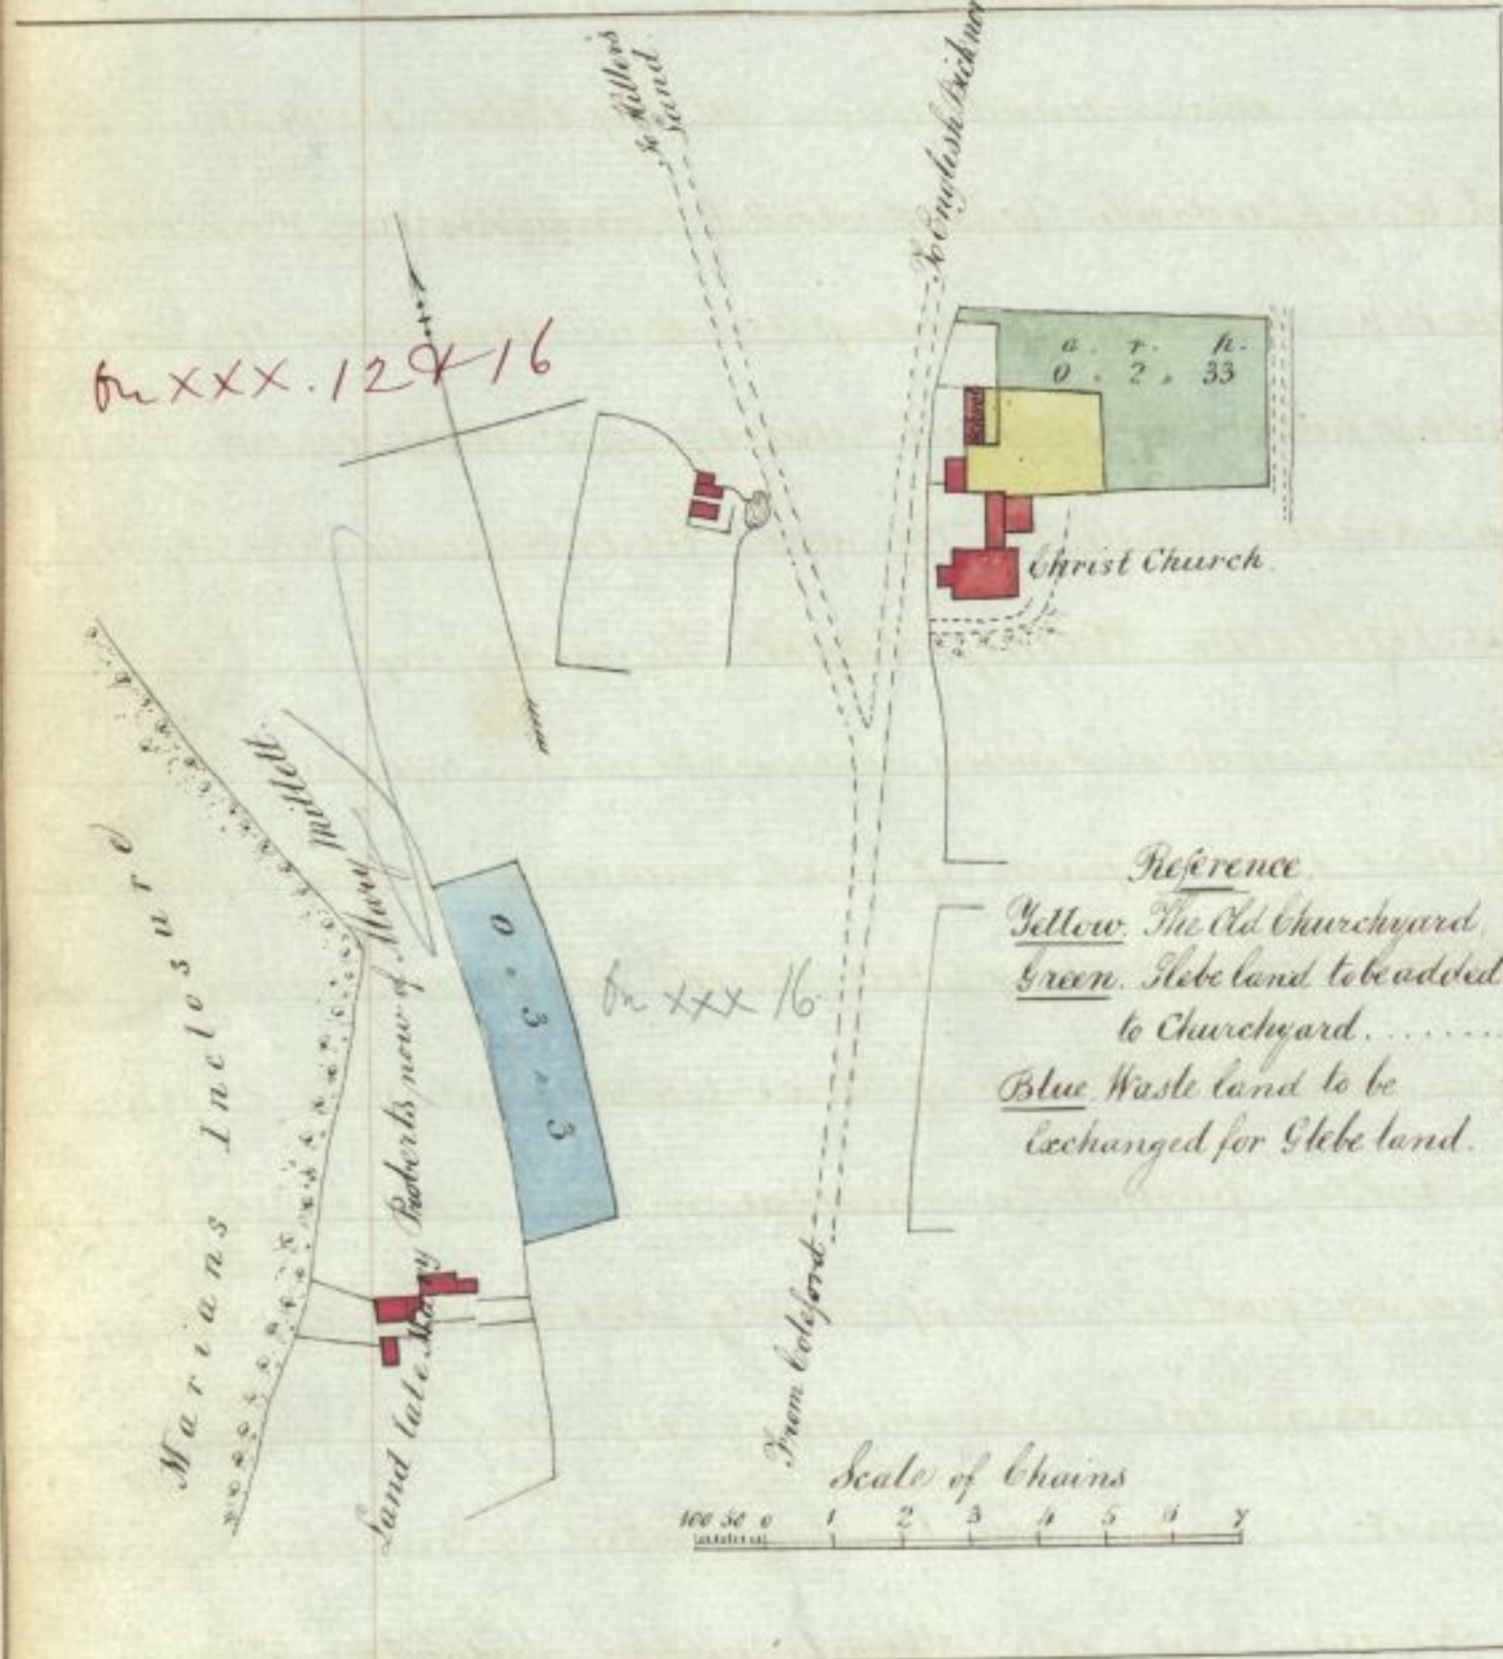 To Hillers
Land
To English Bicknor
On XXX. 12 & 16
a. r. p.
0 . 2 . 33
School
Christ Church.
Marians Inclosure
Land late Mary Roberts, now of Mary Millett.
0 . 3 . 3
On XXX 16.
Reference
Yellow. The Old Churchyard.
Green. Glebe land to be added
to Churchyard........
Blue Waste land to be
Exchanged for Glebe land.
From Coleford
Scale of Chains
100 50 0 1 2 3 4 5 6 7